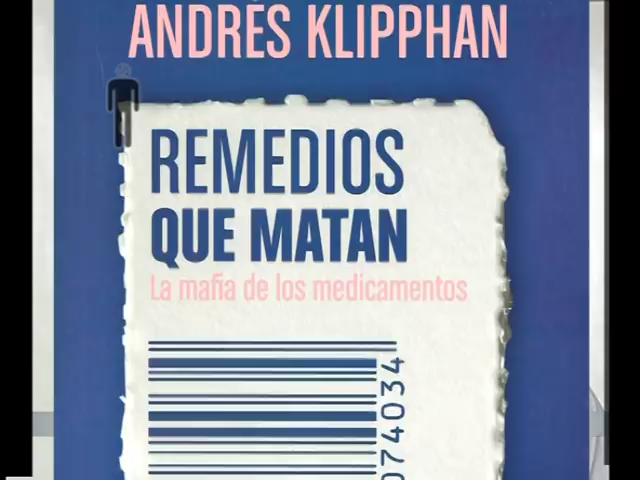 ANDRÉS KLIPPHAN
REMEDIOS
QUE MATAN
La mafia de los medicamentos
074034